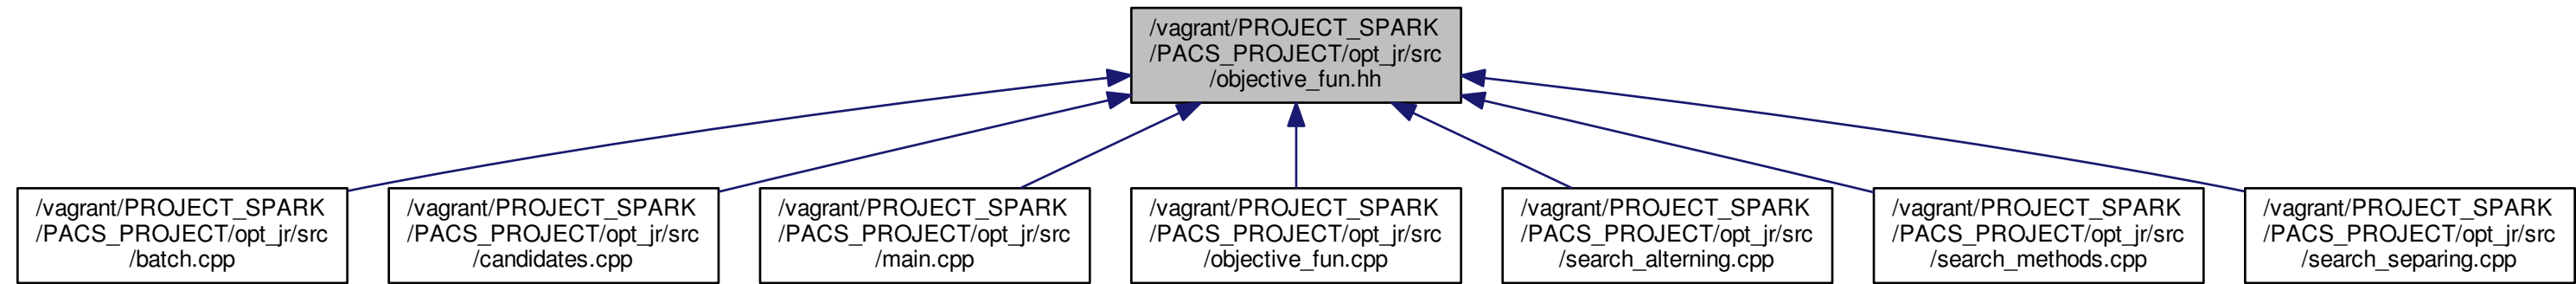 /vagrant/PROJECT_SPARK
/PACS_PROJECT/opt_jr/src
/objective_fun.hh
/vagrant/PROJECT_SPARK
/PACS_PROJECT/opt_jr/src
/batch.cpp
/vagrant/PROJECT_SPARK
/PACS_PROJECT/opt_jr/src
/candidates.cpp
/vagrant/PROJECT_SPARK
/PACS_PROJECT/opt_jr/src
/main.cpp
/vagrant/PROJECT_SPARK
/PACS_PROJECT/opt_jr/src
/objective_fun.cpp
/vagrant/PROJECT_SPARK
/PACS_PROJECT/opt_jr/src
/search_alterning.cpp
/vagrant/PROJECT_SPARK
/PACS_PROJECT/opt_jr/src
/search_methods.cpp
/vagrant/PROJECT_SPARK
/PACS_PROJECT/opt_jr/src
/search_separing.cpp